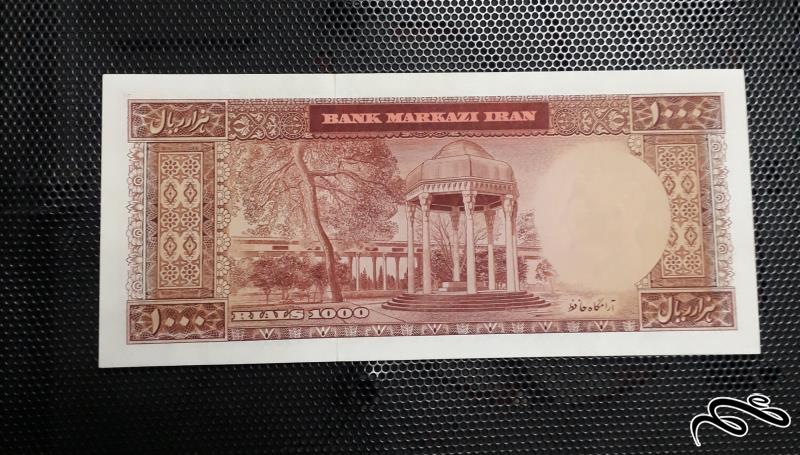 BANK MARKAZI IRAN
هزار ریال
۱۰۰۰
آرامگاه حافظ
۱۰۰۰
RIALS 1000
هزار ریال